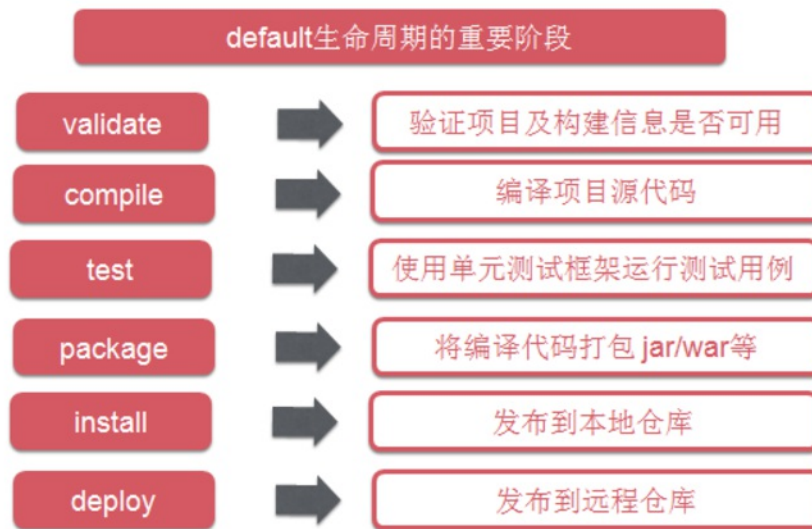 default生命周期的重要阶段
validate
验证项目及构建信息是否可用
compile
编译项目源代码
test
使用单元测试框架运行测试用例
package
将编译代码打包 jar/war等
install
发布到本地仓库
deploy
发布到远程仓库